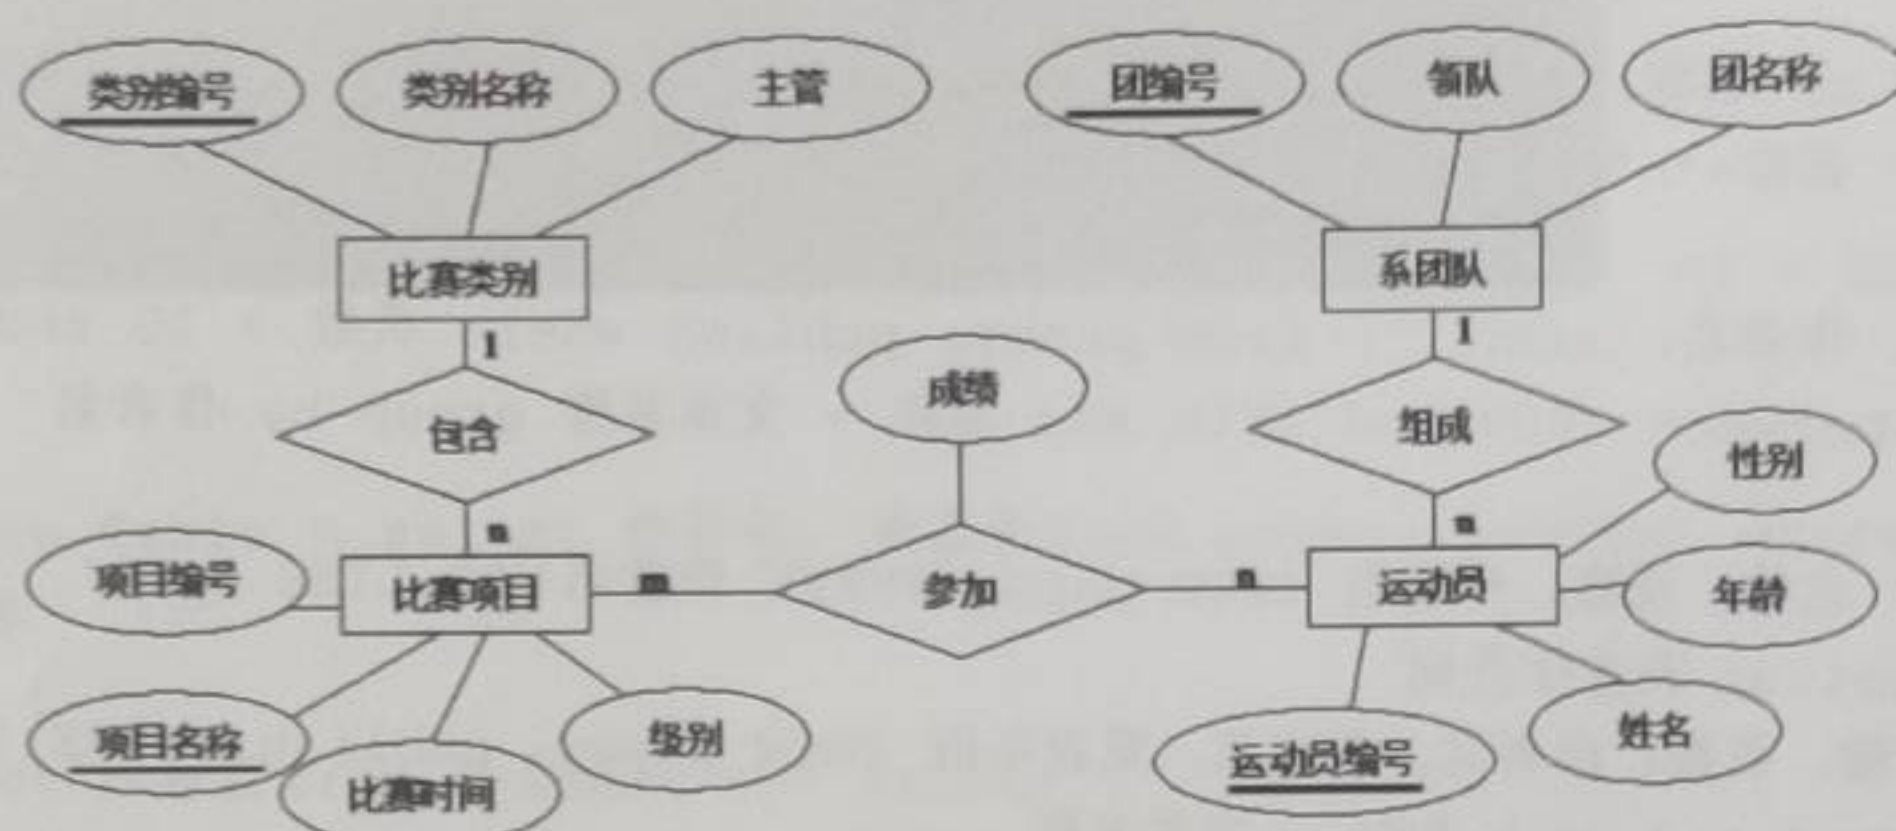 类别编号 类别名称 主管 团编号 领队 团名称
比赛类别 系团队
1 1
成绩
包含 组成
性别
n n
项目编号 比赛项目 m 参加 n 运动员 年龄
项目名称 级别 姓名
比赛时间 运动员编号